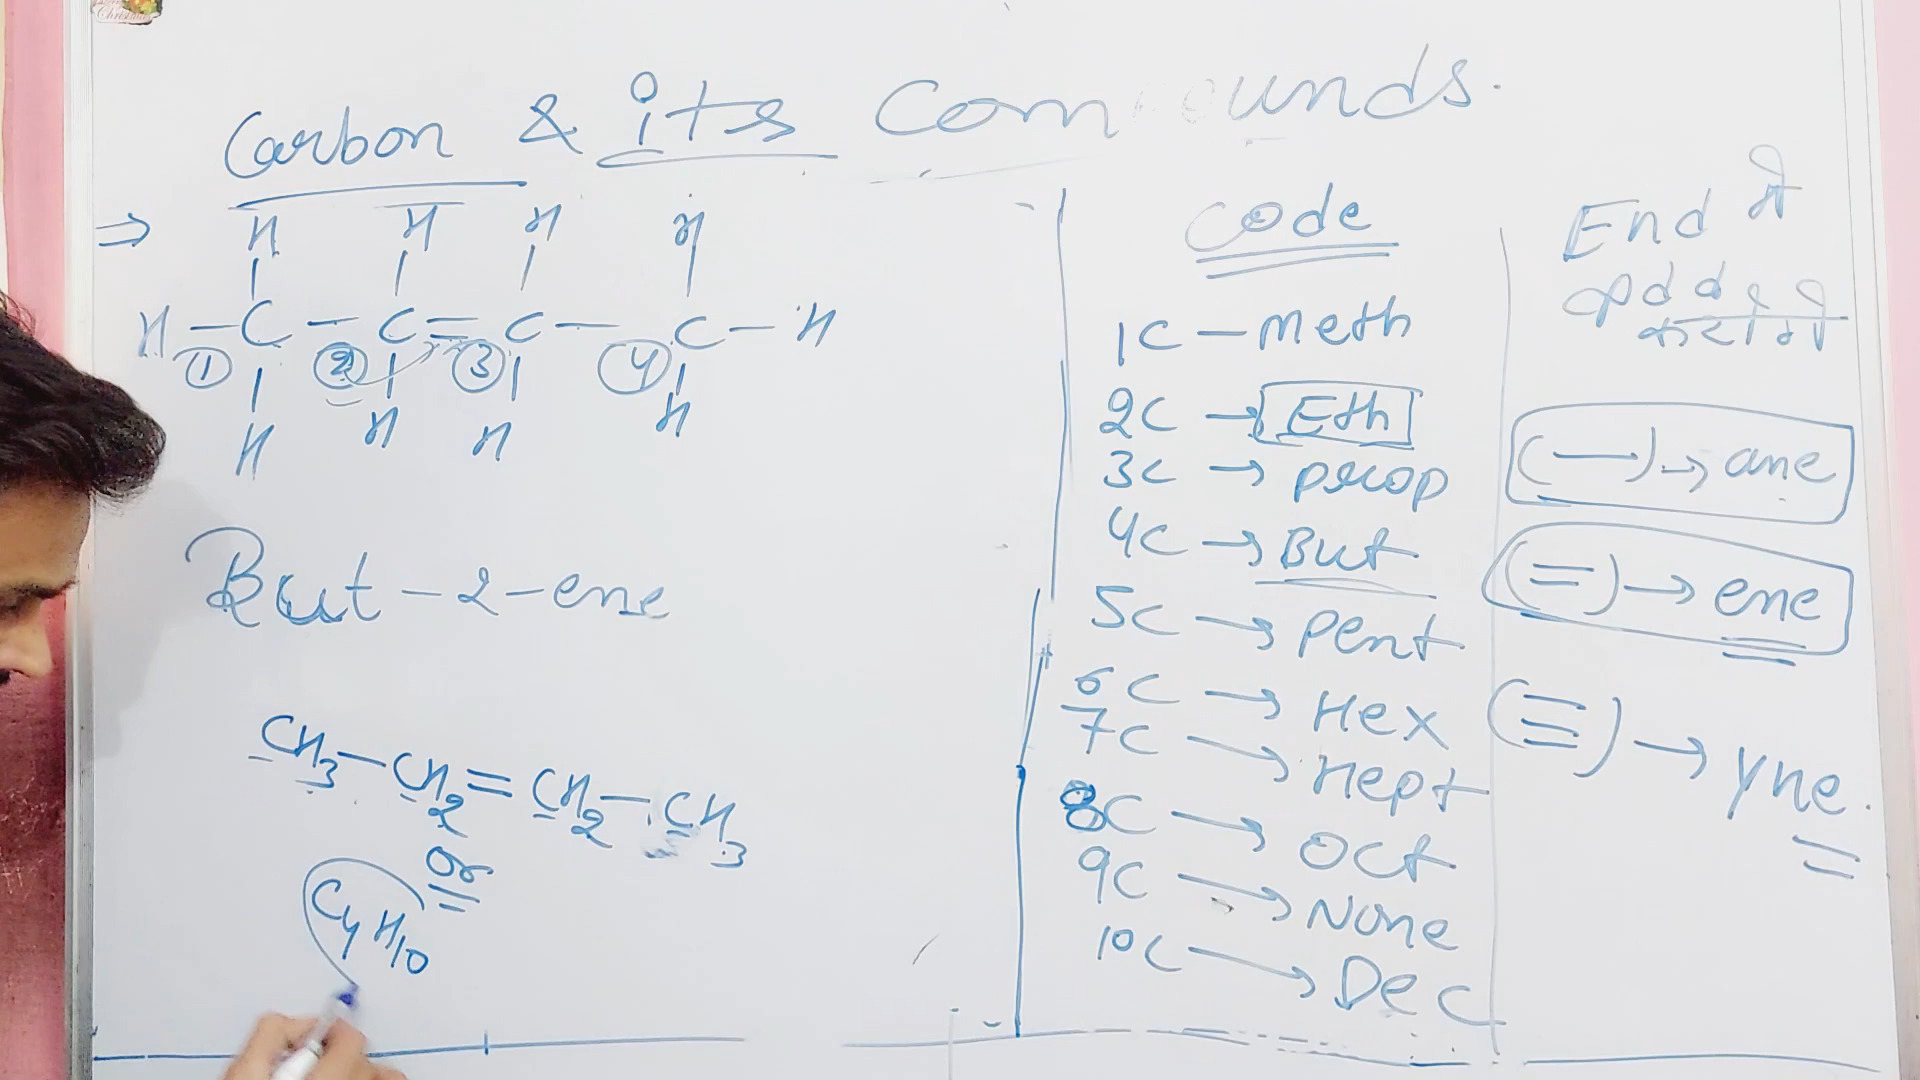 Christmas
Carbon & its Compounds.
⇒ H H H H
H - C - C = C - C - H
① ② ③ ④
H H H H
But - 2 - ene
CH3 - CH2 = CH2 - CH3
or
C4H10
Code
1C - Meth
2C → Eth
3C → prop
4C → But
5C → Pent
6C → Hex
7C → Hept
8C → Oct
9C → None
10C → Dec
End
(—) → ane
(=) → ene
(≡) → yne.